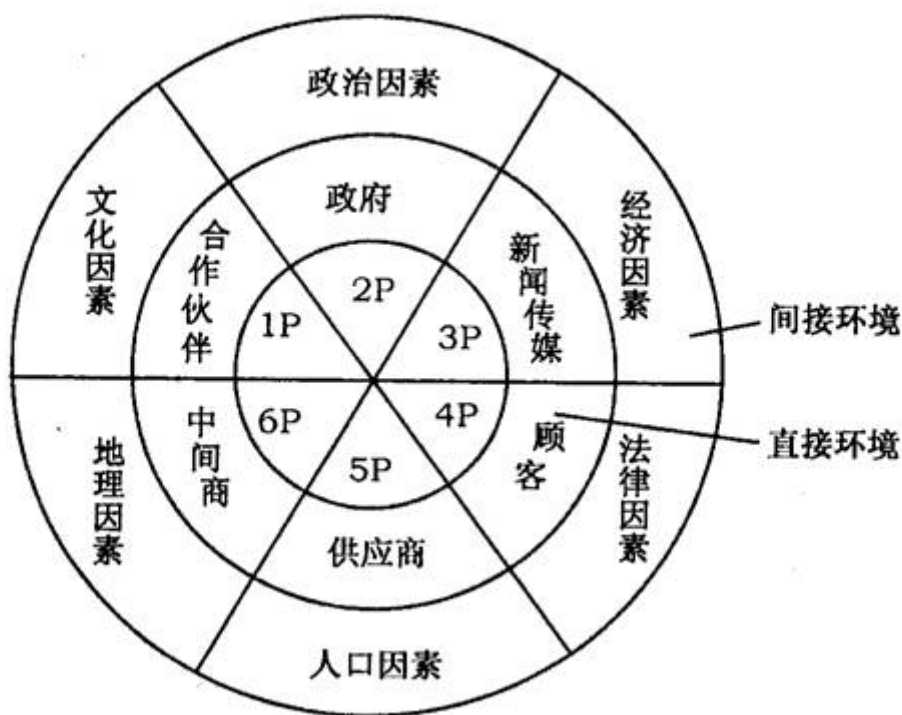 政治因素
政府
文化因素
合作伙伴
新闻传媒
经济因素
1P
2P
3P
间接环境
地理因素
中间商
6P
5P
4P
顾客
法律因素
直接环境
供应商
人口因素